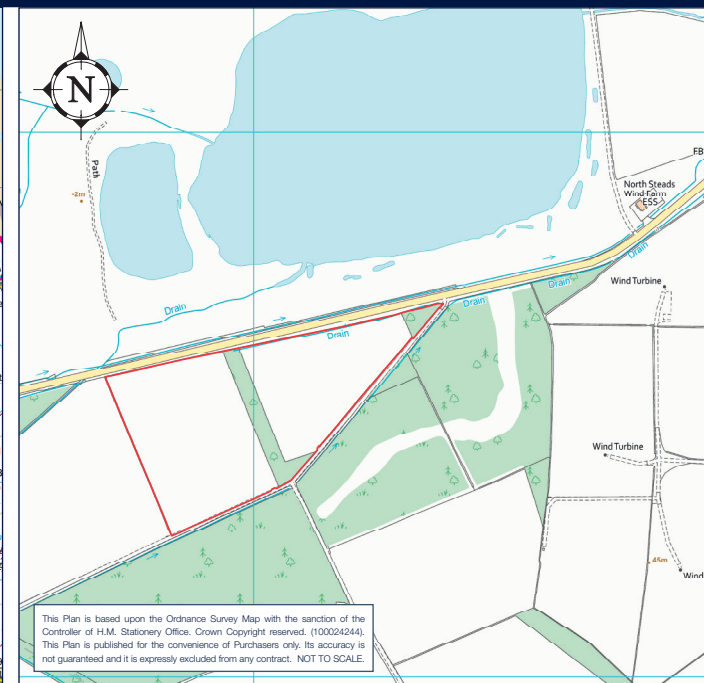 N
Path
-2m
FB
North Steads
Wind Farm
ESS
Drain
Drain
Drain
Drain
Drain
Wind Turbine
Wind Turbine
45m
Wind
This Plan is based upon the Ordnance Survey Map with the sanction of the
Controller of H.M. Stationery Office. Crown Copyright reserved. (100024244).
This Plan is published for the convenience of Purchasers only. Its accuracy is
not guaranteed and it is expressly excluded from any contract. NOT TO SCALE.